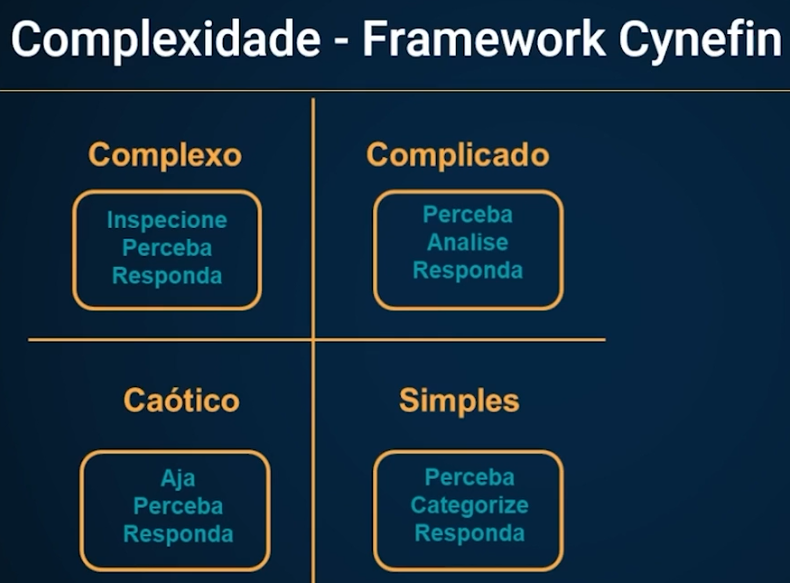 Complexidade - Framework Cynefin
Complexo
Inspecione
Perceba
Responda
Complicado
Perceba
Analise
Responda
Caótico
Aja
Perceba
Responda
Simples
Perceba
Categorize
Responda